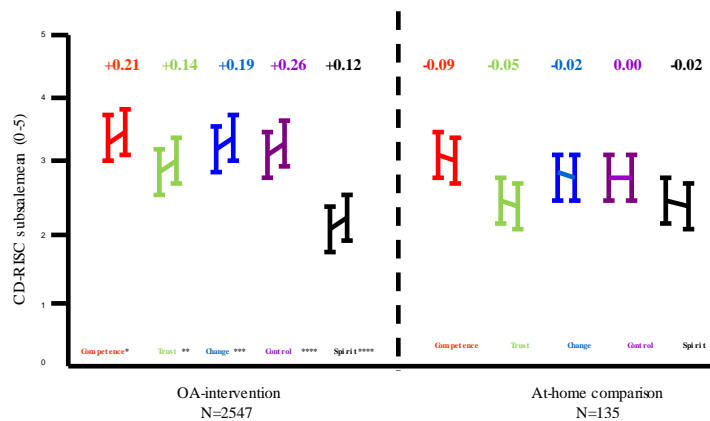 5
+0.21 +0.14 +0.19 +0.26 +0.12 -0.09 -0.05 -0.02 0.00 -0.02
4
3
2
1
0
CD-RISC subsalemean (0-5)
Competence* Trust ** Change *** Control **** Spirit**** Competence Trust Change Control Spirit
OA-intervention
N=2547
At-home comparison
N=135